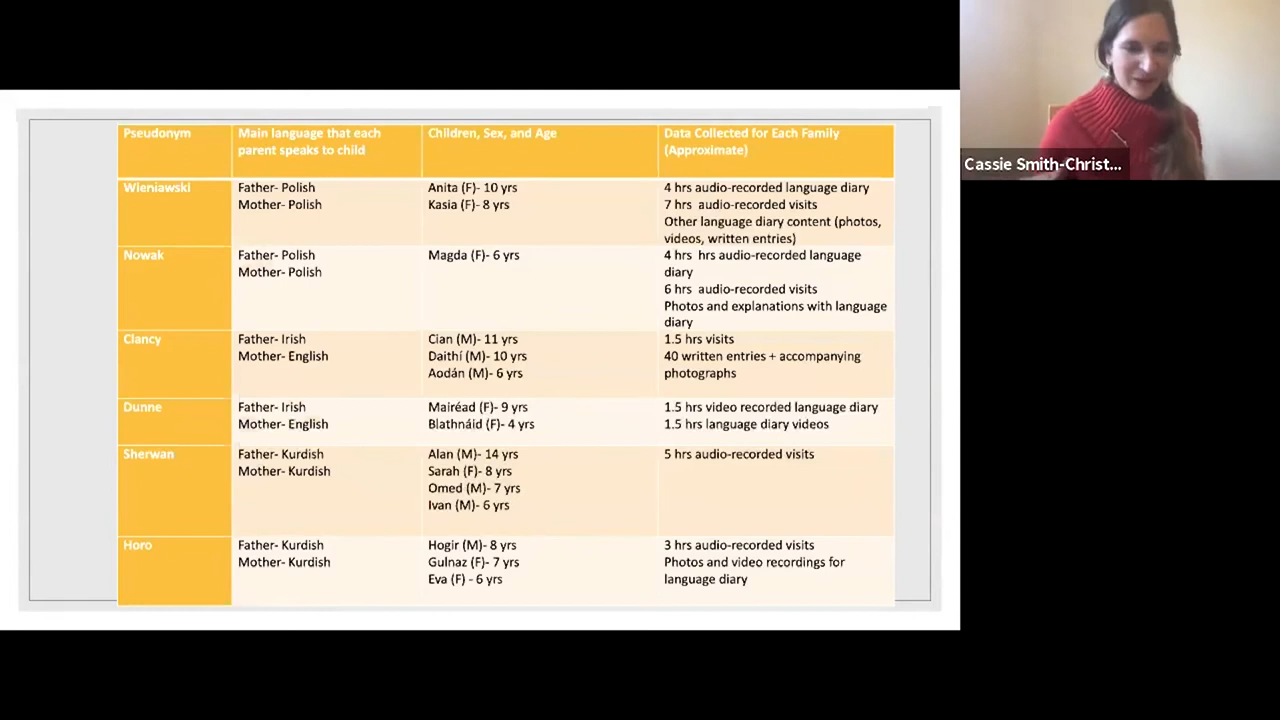 Pseudonym
Main language that each
parent speaks to child
Children, Sex, and Age
Data Collected for Each Family
(Approximate)
Wieniawski
Father- Polish
Mother- Polish
Anita (F)- 10 yrs
Kasia (F)- 8 yrs
4 hrs audio-recorded language diary
7 hrs  audio-recorded visits
Other language diary content (photos,
videos, written entries)
Nowak
Father- Polish
Mother- Polish
Magda (F)- 6 yrs
4 hrs  hrs audio-recorded language
diary
6 hrs  audio-recorded visits
Photos and explanations with language
diary
Clancy
Father- Irish
Mother- English
Cian (M)- 11 yrs
Daithí (M)- 10 yrs
Aodán (M)- 6 yrs
1.5 hrs visits
40 written entries + accompanying
photographs
Dunne
Father- Irish
Mother- English
Mairéad (F)- 9 yrs
Blathnáid (F)- 4 yrs
1.5 hrs video recorded language diary
1.5 hrs language diary videos
Sherwan
Father- Kurdish
Mother- Kurdish
Alan (M)- 14 yrs
Sarah (F)- 8 yrs
Omed (M)- 7 yrs
Ivan (M)- 6 yrs
5 hrs audio-recorded visits
Horo
Father- Kurdish
Mother- Kurdish
Hogir (M)- 8 yrs
Gulnaz (F)- 7 yrs
Eva (F) - 6 yrs
3 hrs audio-recorded visits
Photos and video recordings for
language diary
Cassie Smith-Christ...